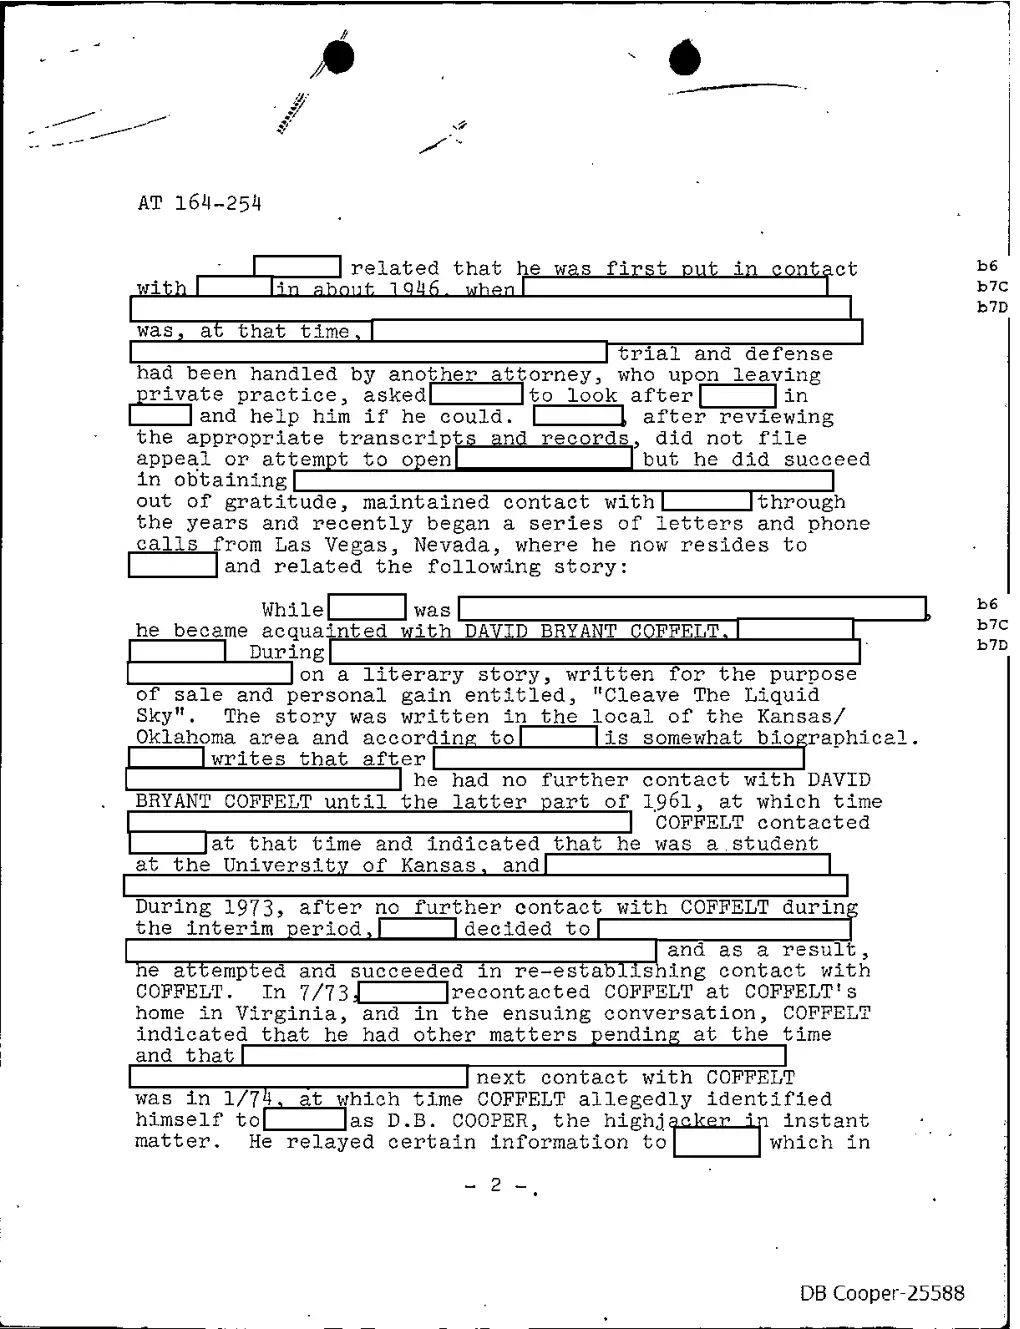 AT 164-254
related that he was first put in contact
b6
with in about 1946, when
b7C
b7D
was, at that time,
trial and defense
had been handled by another attorney, who upon leaving
private practice, asked to look after in
and help him if he could. , after reviewing
the appropriate transcripts and records, did not file
appeal or attempt to open but he did succeed
in obtaining
out of gratitude, maintained contact with through
the years and recently began a series of letters and phone
calls from Las Vegas, Nevada, where he now resides to
and related the following story:
While was ,
b6
he became acquainted with DAVID BRYANT COFFELT,
b7C
During
b7D
on a literary story, written for the purpose
of sale and personal gain entitled, "Cleave The Liquid
Sky". The story was written in the local of the Kansas/
Oklahoma area and according to is somewhat biographical.
writes that after
he had no further contact with DAVID
BRYANT COFFELT until the latter part of 1961, at which time
COFFELT contacted
at that time and indicated that he was a student
at the University of Kansas, and
During 1973, after no further contact with COFFELT during
the interim period, decided to
and as a result,
he attempted and succeeded in re-establishing contact with
COFFELT. In 7/73, recontacted COFFELT at COFFELT's
home in Virginia, and in the ensuing conversation, COFFELT
indicated that he had other matters pending at the time
and that
next contact with COFFELT
was in 1/74, at which time COFFELT allegedly identified
himself to as D.B. COOPER, the highjacker in instant
matter. He relayed certain information to which in
- 2 -
DB Cooper-25588